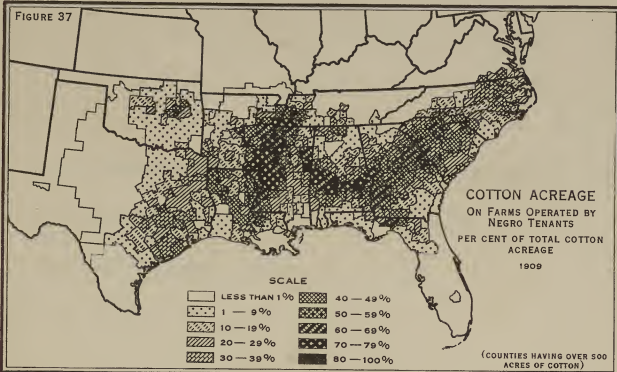 FIGURE 37
COTTON ACREAGE
ON FARMS OPERATED BY
NEGRO TENANTS
PER CENT OF TOTAL COTTON
ACREAGE
1909
SCALE
LESS THAN 1%
1 — 9%
10 — 19%
20 — 29%
30 — 39%
40 — 49%
50 — 59%
60 — 69%
70 — 79%
80 — 100%
(COUNTIES HAVING OVER 500
ACRES OF COTTON)